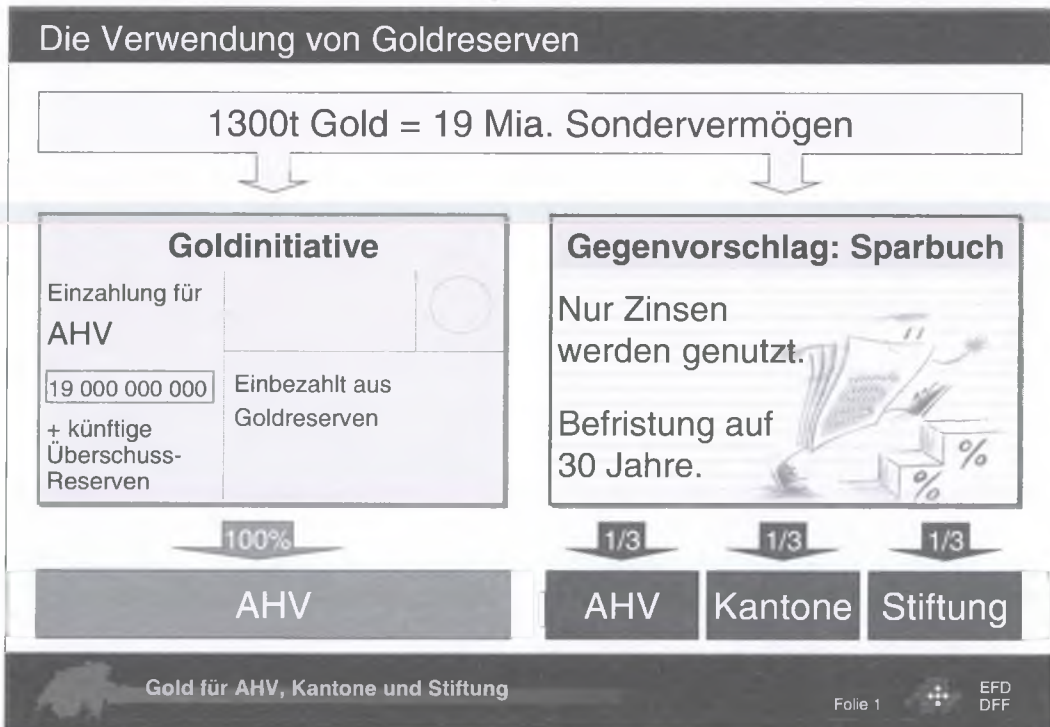 Die Verwendung von Goldreserven
1300t Gold = 19 Mia. Sondervermögen
Goldinitiative
Einzahlung für
AHV
19 000 000 000
+ künftige
Überschuss-
Reserven
Einbezahlt aus
Goldreserven
100%
AHV
Gegenvorschlag: Sparbuch
Nur Zinsen
werden genutzt.
Befristung auf
30 Jahre.
%
%
1/3
1/3
1/3
AHV
Kantone
Stiftung
Gold für AHV, Kantone und Stiftung
Folie 1
EFD
DFF